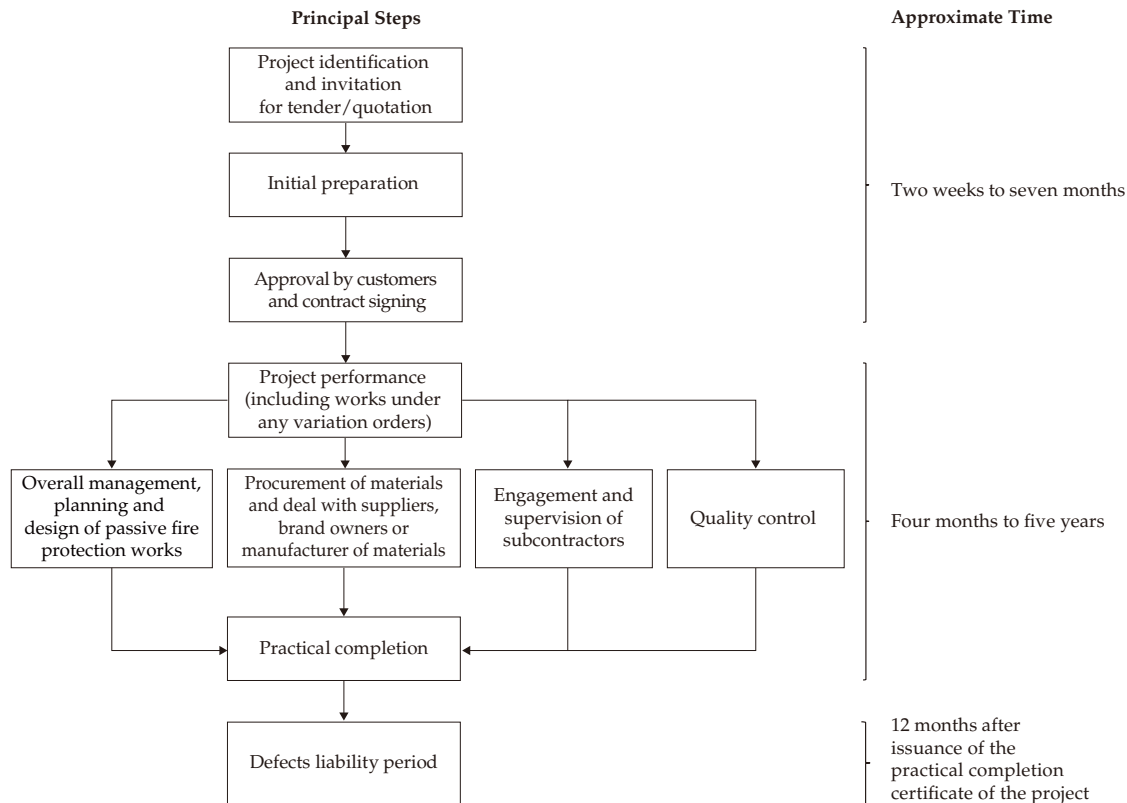 Principal Steps
Approximate Time
Project identification
and invitation
for tender/quotation
Initial preparation
Two weeks to seven months
Approval by customers
and contract signing
Project performance
(including works under
any variation orders)
Overall management,
planning and
design of passive fire
protection works
Procurement of materials
and deal with suppliers,
brand owners or
manufacturer of materials
Engagement and
supervision of
subcontractors
Quality control
Four months to five years
Practical completion
Defects liability period
12 months after
issuance of the
practical completion
certificate of the project